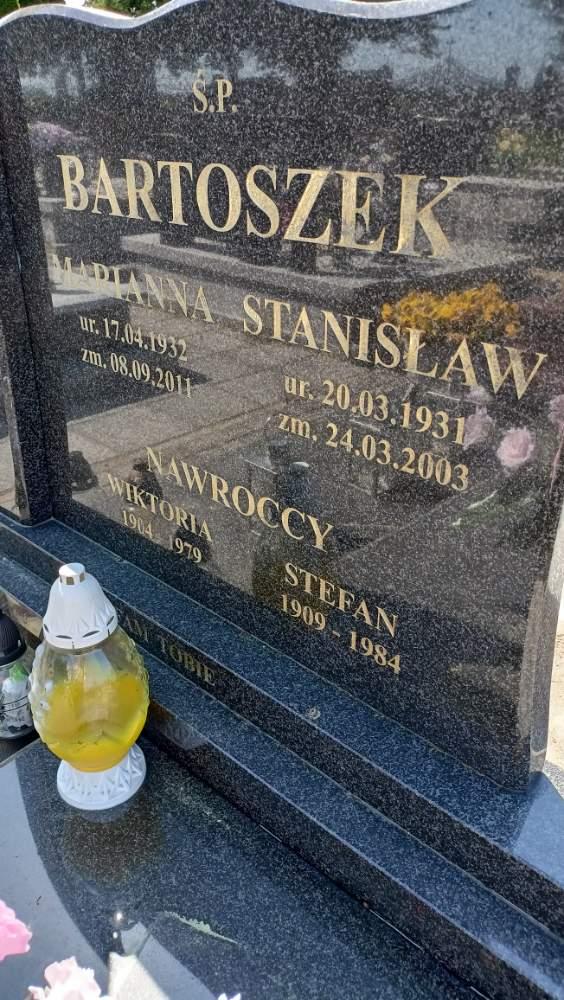 Ś.P.
BARTOSZEK
MARIANNA STANISŁAW
ur. 17.04.1932 ur. 20.03.1931
zm. 08.09.2011 zm. 24.03.2003
NAWROCCY
WIKTORIA STEFAN
1904 1979 1909 - 1984
TOBIE